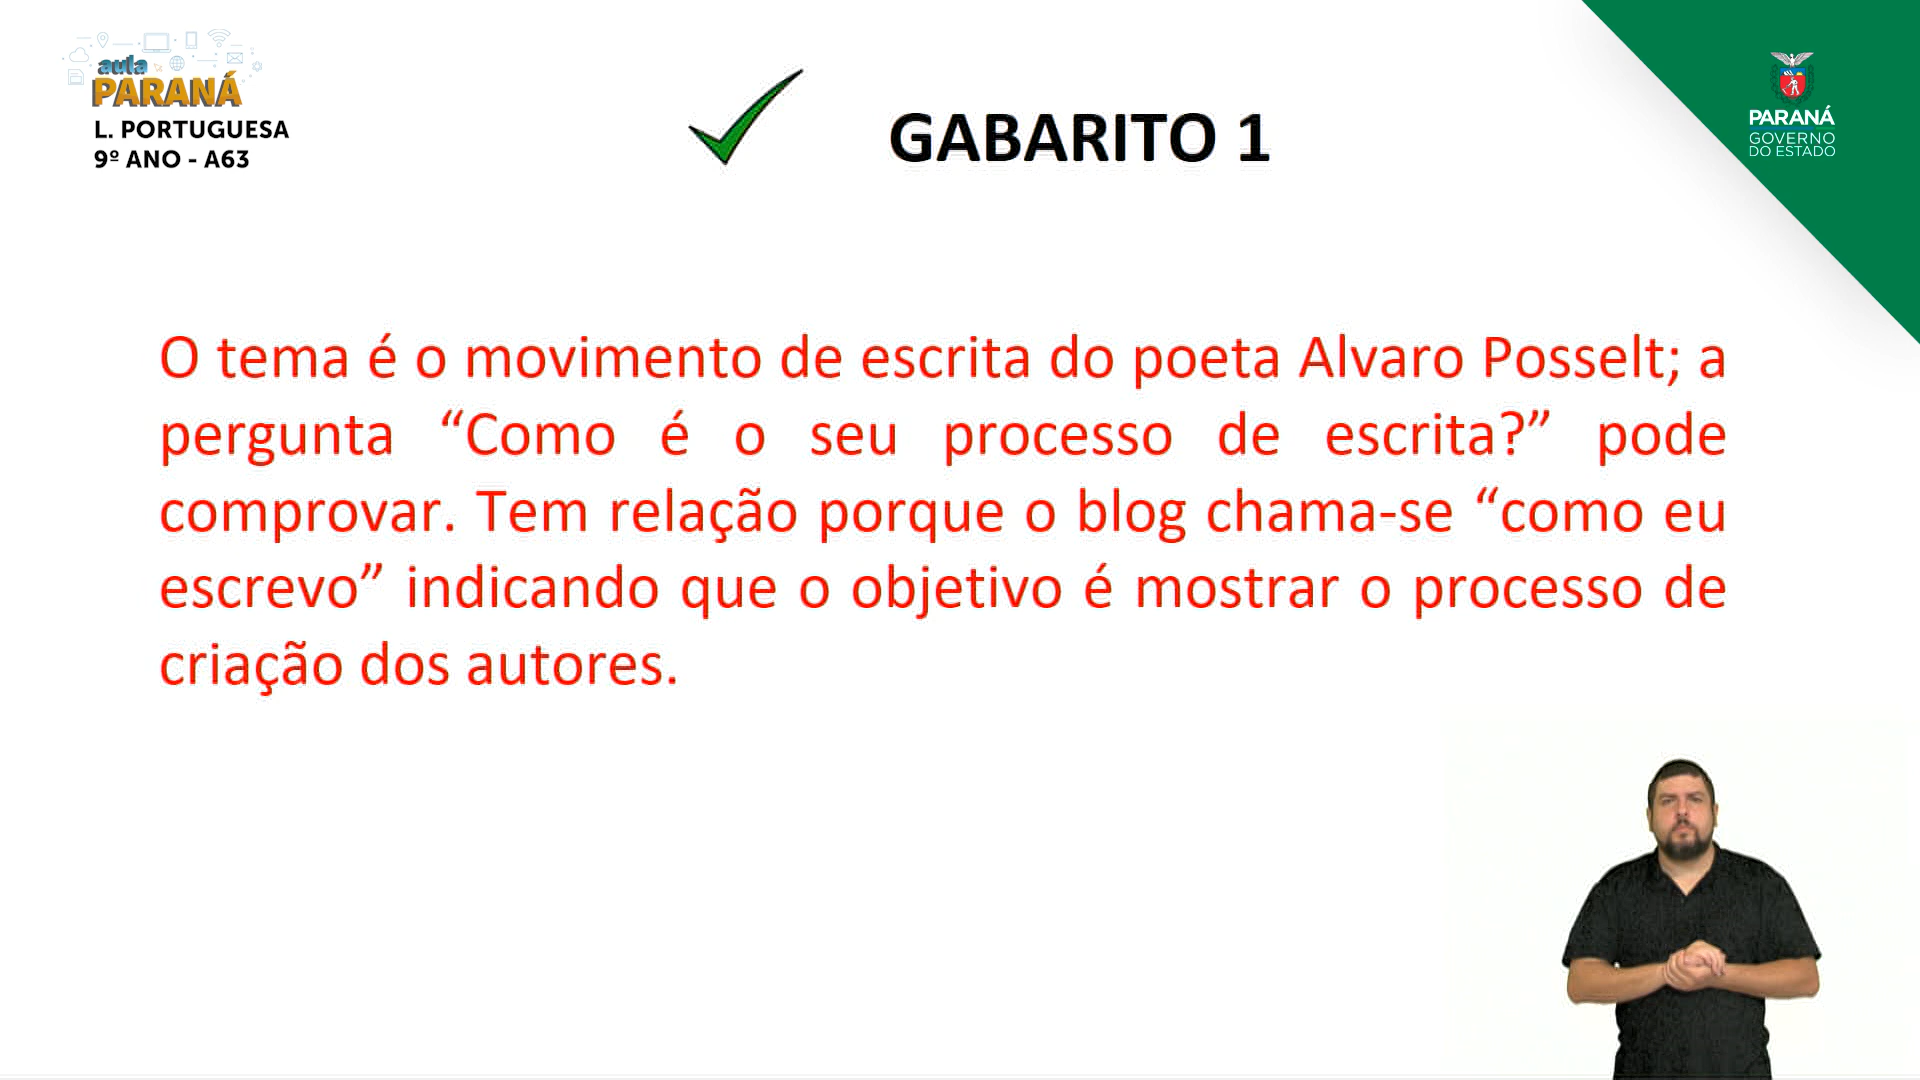 aula
PARANÁ
L. PORTUGUESA
9º ANO - A63
GABARITO 1
PARANÁ
GOVERNO
DO ESTADO
O tema é o movimento de escrita do poeta Alvaro Posselt; a
pergunta “Como é o seu processo de escrita?” pode
comprovar. Tem relação porque o blog chama-se “como eu
escrevo” indicando que o objetivo é mostrar o processo de
criação dos autores.